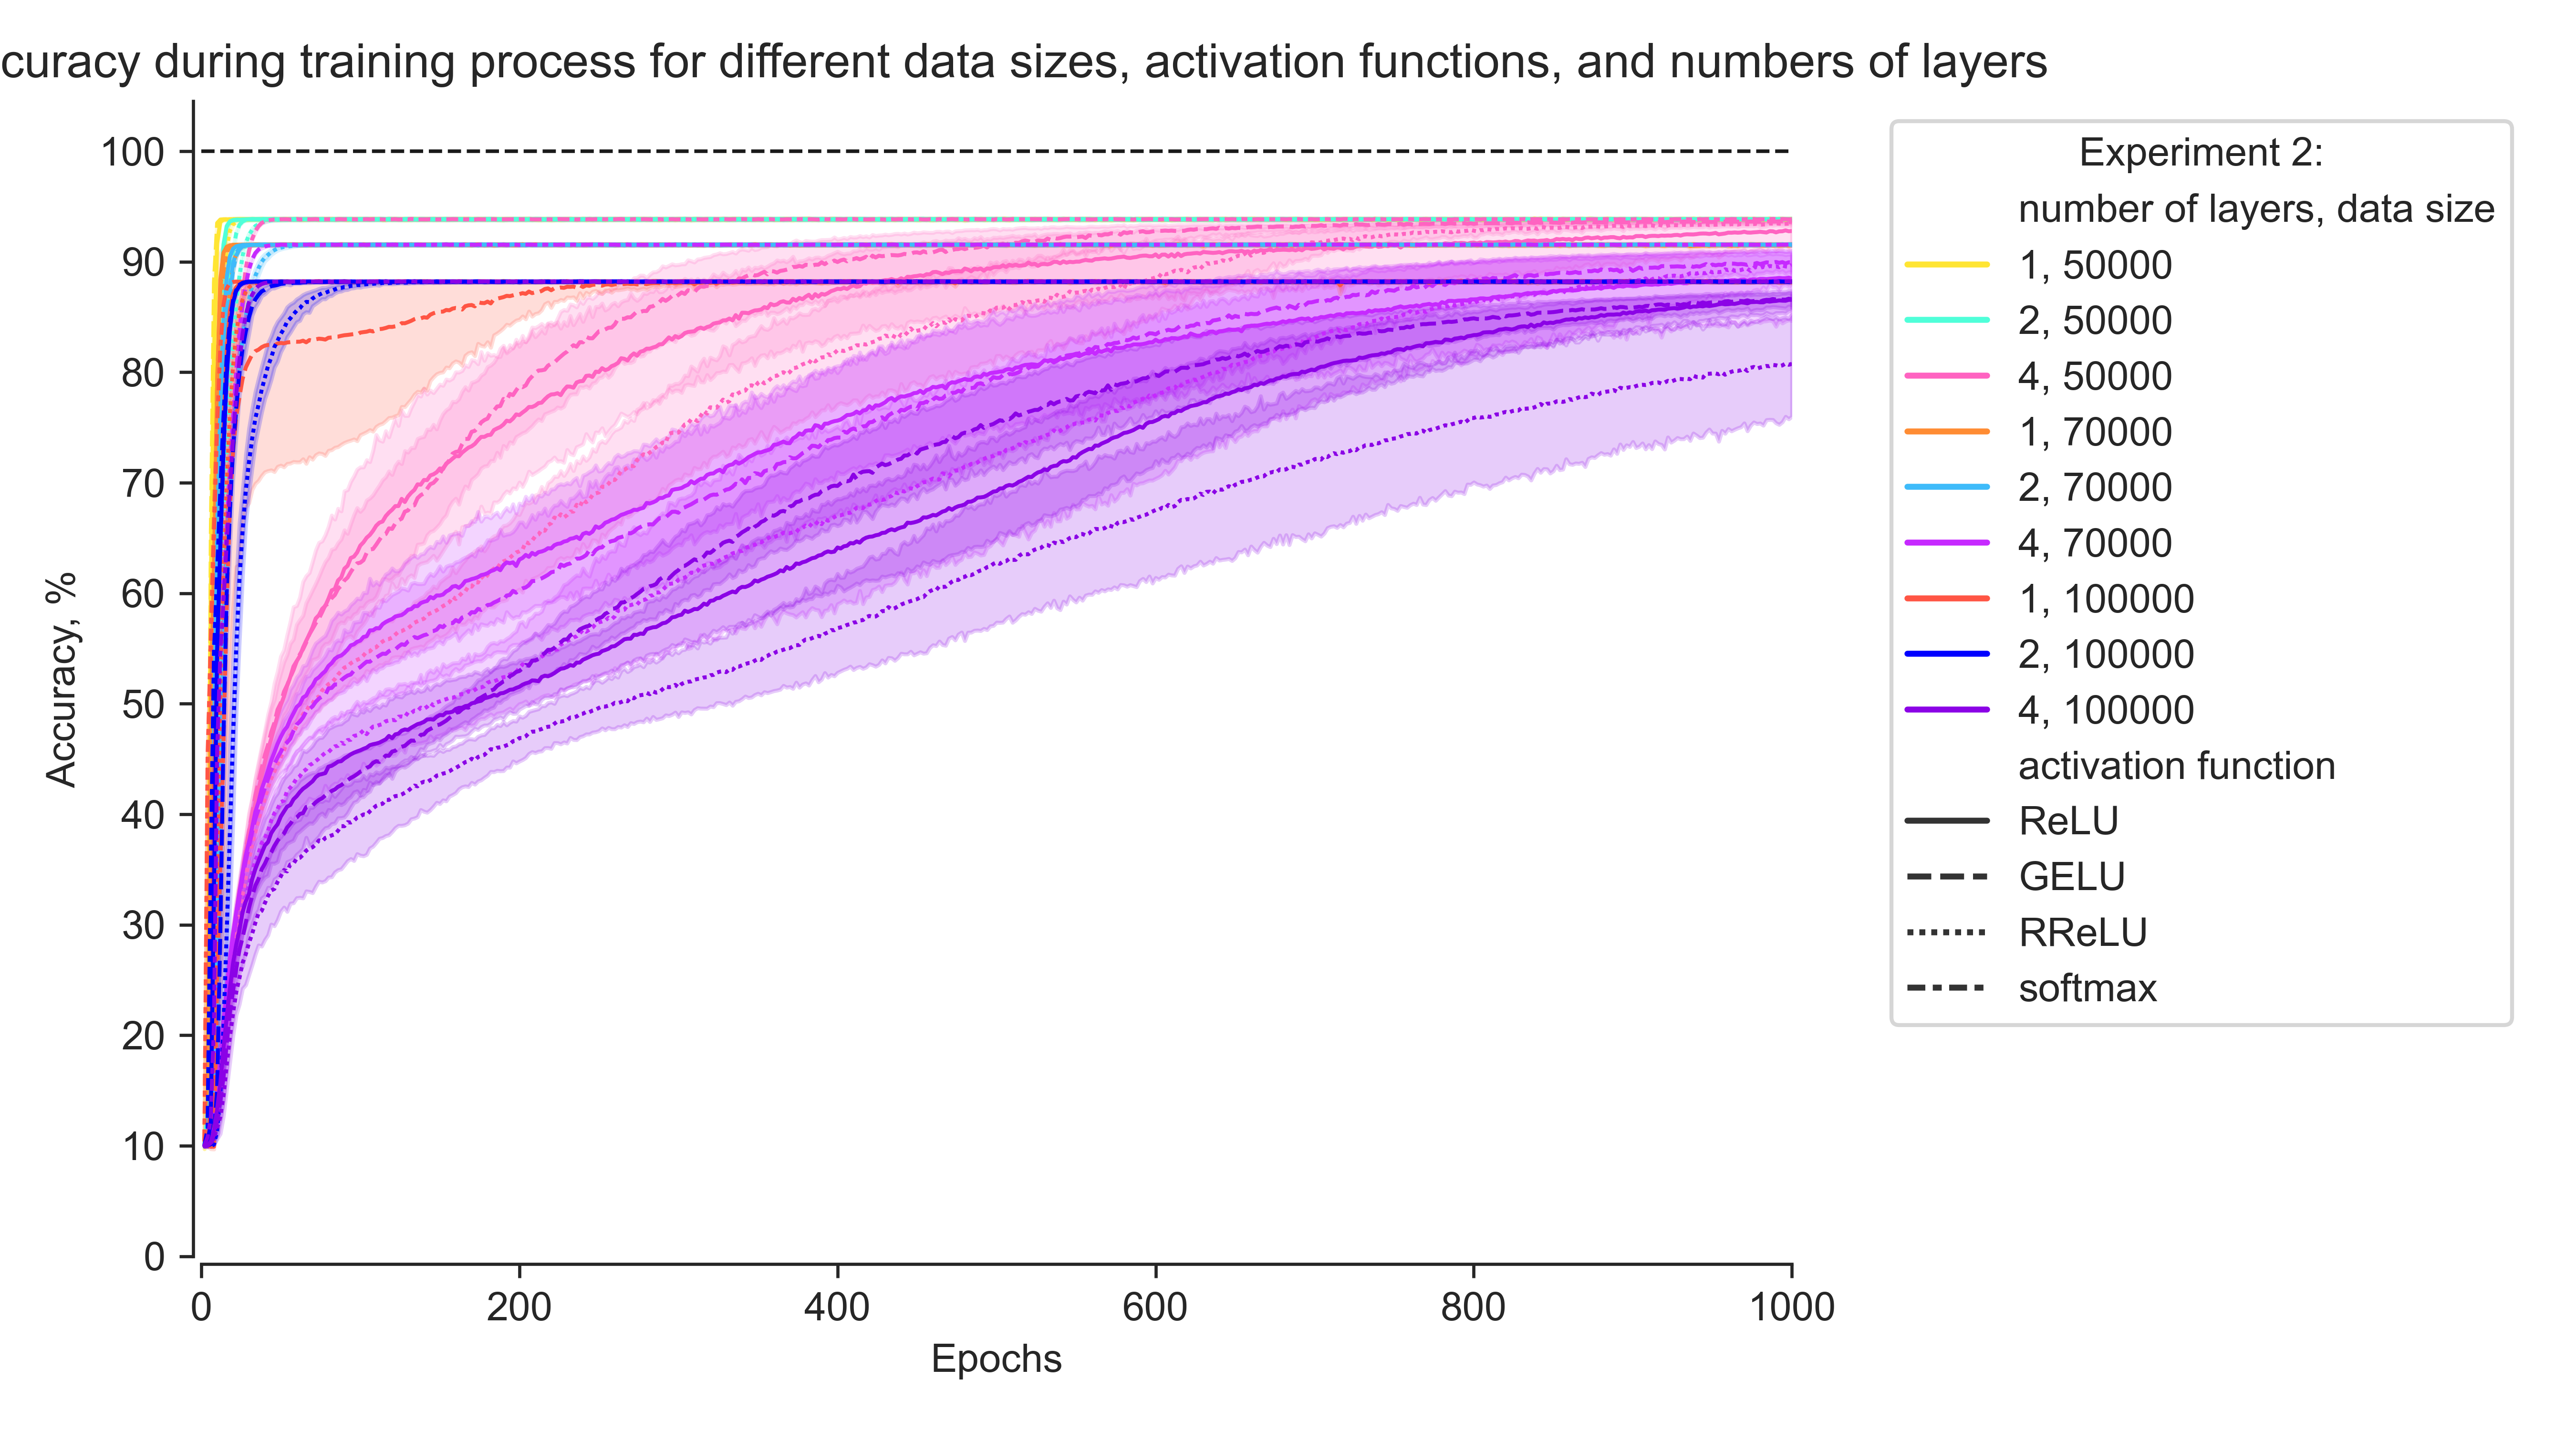 curacy during training process for different data sizes, activation functions, and numbers of layers
100
90
80
70
60
50
40
30
20
10
0
Accuracy, %
0 200 400 600 800 1000
Epochs
Experiment 2:
number of layers, data size
1, 50000
2, 50000
4, 50000
1, 70000
2, 70000
4, 70000
1, 100000
2, 100000
4, 100000
activation function
ReLU
GELU
RReLU
softmax